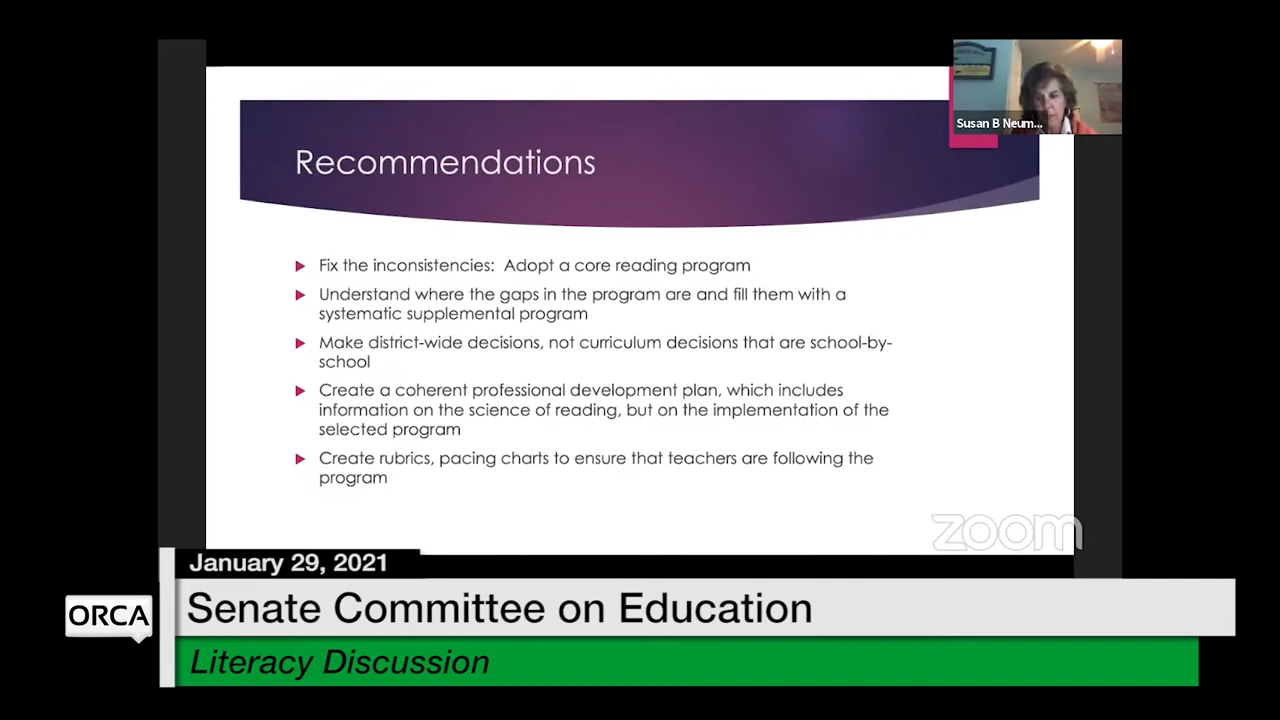 Susan B Neum...
Recommendations
Fix the inconsistencies: Adopt a core reading program
Understand where the gaps in the program are and fill them with a
systematic supplemental program
Make district-wide decisions, not curriculum decisions that are school-by-
school
Create a coherent professional development plan, which includes
information on the science of reading, but on the implementation of the
selected program
Create rubrics, pacing charts to ensure that teachers are following the
program
zoom
January 29, 2021
ORCA
Senate Committee on Education
Literacy Discussion